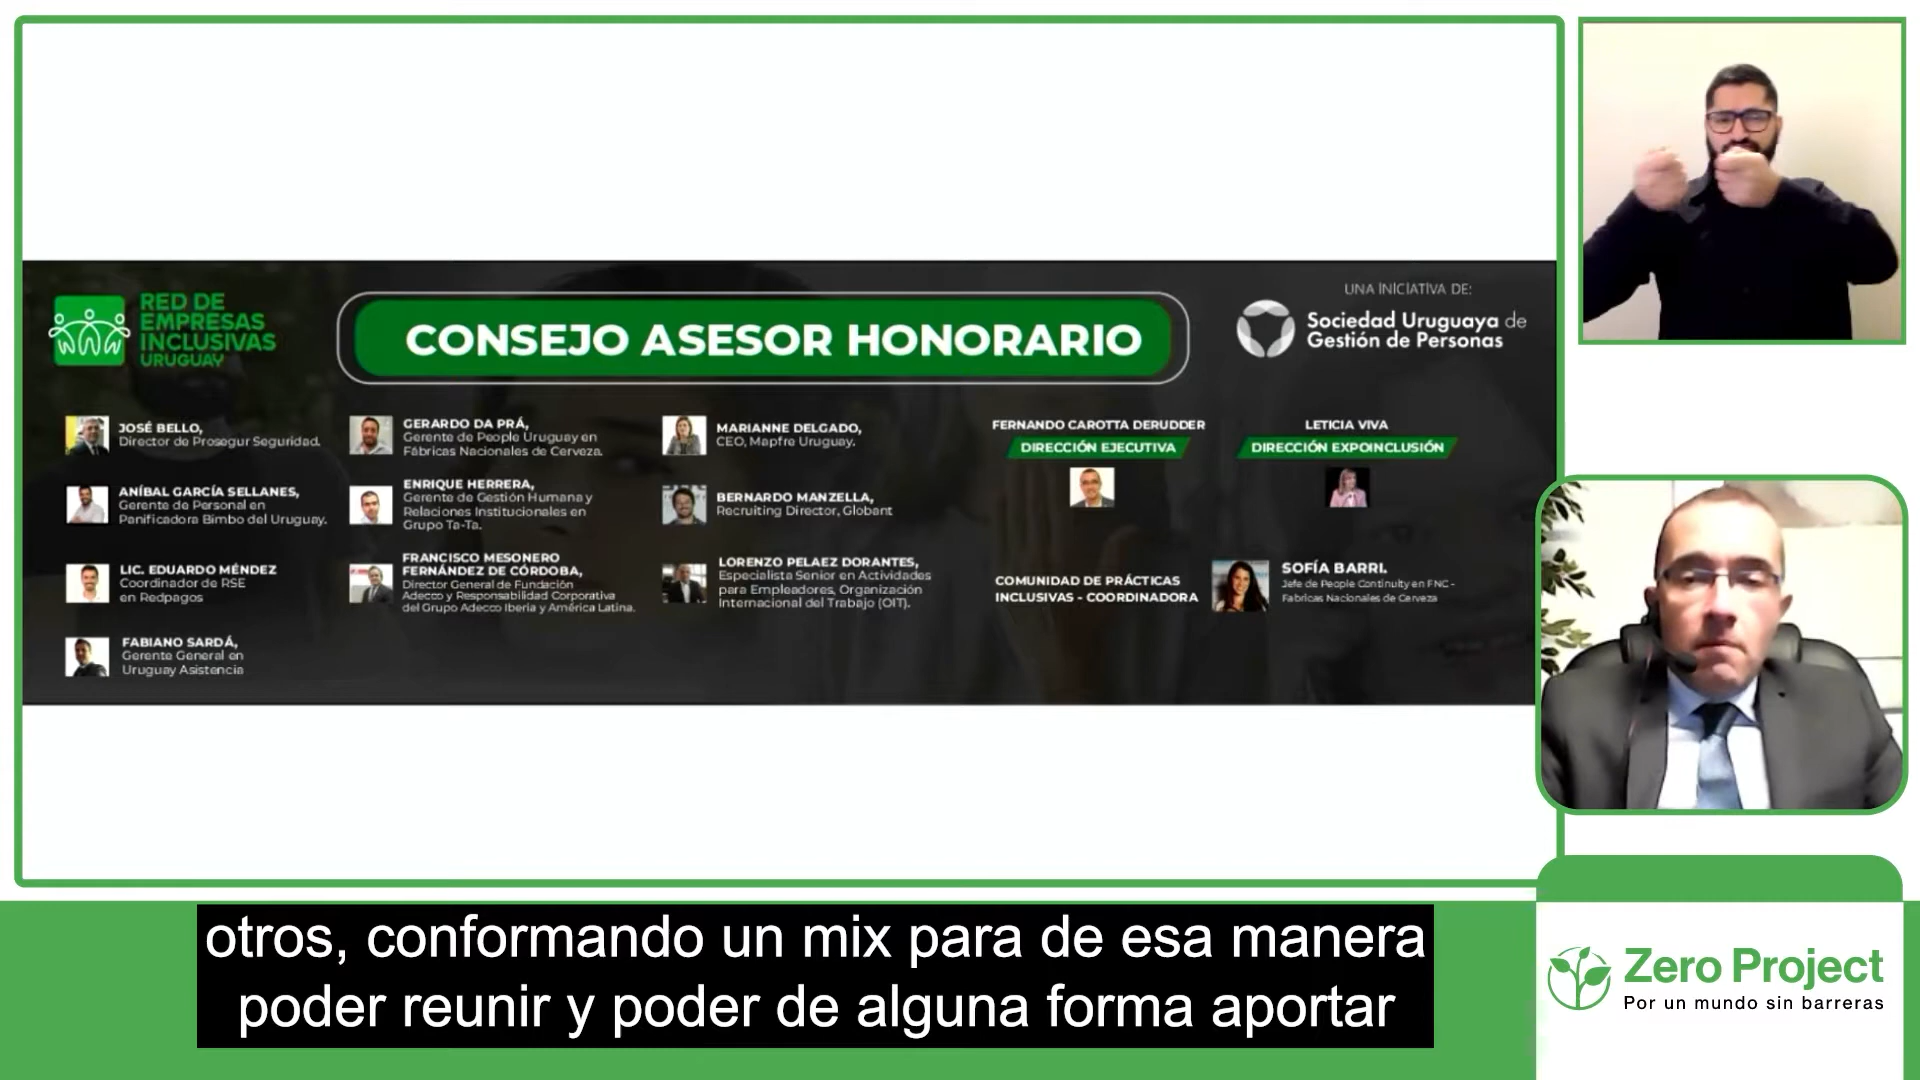 RED DE
EMPRESAS
INCLUSIVAS
URUGUAY
CONSEJO ASESOR HONORARIO
UNA INICIATIVA DE:
Sociedad Uruguaya de
Gestión de Personas
JOSÉ BELLO,
Director de Prosegur Seguridad.
ANÍBAL GARCÍA SELLANES,
Gerente de Personal en
Panificadora Bimbo del Uruguay.
LIC. EDUARDO MÉNDEZ
Coordinador de RSE
en Redpagos
FABIANO SARDÁ,
Gerente General en
Uruguay Asistencia
GERARDO DA PRÁ,
Gerente de People Uruguay en
Fábricas Nacionales de Cerveza.
ENRIQUE HERRERA,
Gerente de Gestión Humana y
Relaciones Institucionales en
Grupo Ta-Ta.
FRANCISCO MESONERO
FERNÁNDEZ DE CÓRDOBA,
Director General de Fundación
Adecco y Responsabilidad Corporativa
del Grupo Adecco Iberia y América Latina.
MARIANNE DELGADO,
CEO, Mapfre Uruguay.
BERNARDO MANZELLA,
Recruiting Director, Globant
LORENZO PELAEZ DORANTES,
Especialista Senior en Actividades
para Empleadores, Organización
Internacional del Trabajo (OIT).
FERNANDO CAROTTA DERUDDER
DIRECCIÓN EJECUTIVA
LETICIA VIVA
DIRECCIÓN EXPOINCLUSIÓN
COMUNIDAD DE PRÁCTICAS
INCLUSIVAS - COORDINADORA
SOFÍA BARRI.
Jefe de People Continuity en FNC -
Fabricas Nacionales de Cerveza
otros, conformando un mix para de esa manera
poder reunir y poder de alguna forma aportar
Zero Project
Por un mundo sin barreras